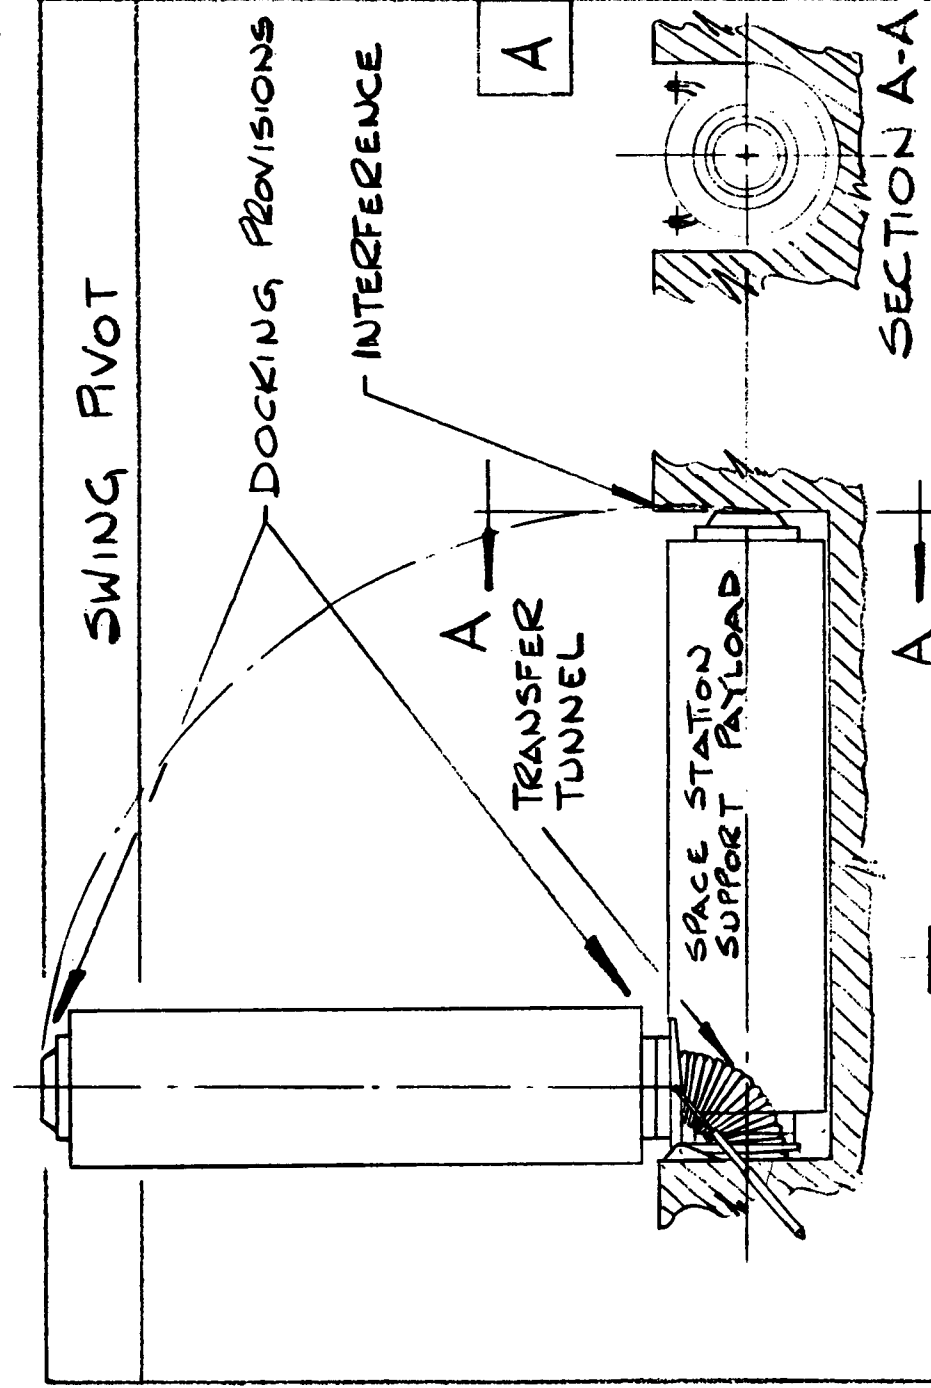 SWING PIVOT
DOCKING PROVISIONS
INTERFERENCE
A
A
TRANSFER
TUNNEL
SPACE STATION
SUPPORT PAYLOAD
A
SECTION A-A